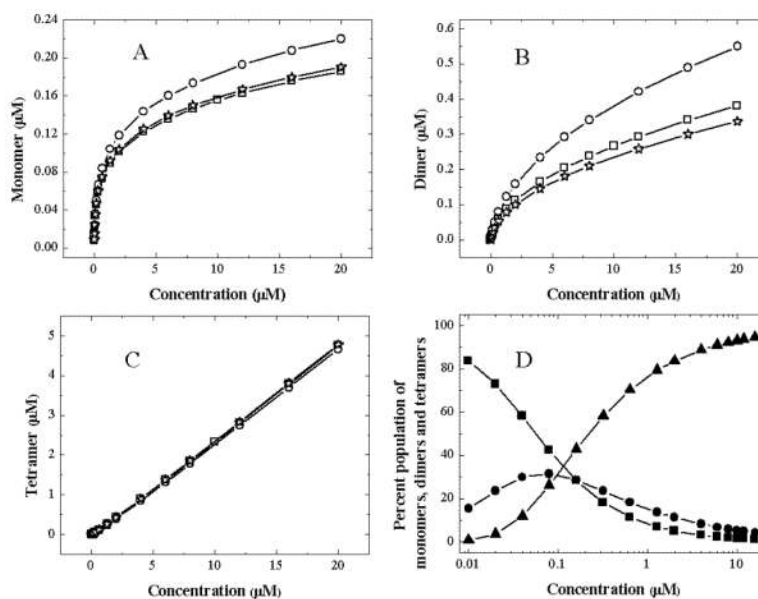 A
0.24
0.20
0.16
0.12
0.08
0.04
0.00
Monomer (μM)
0 5 10 15 20
Concentration (μM)
B
0.6
0.5
0.4
0.3
0.2
0.1
0.0
Dimer (μM)
0 5 10 15 20
Concentration (μM)
C
5
4
3
2
1
0
Tetramer (μM)
0 5 10 15 20
Concentration (μM)
D
100
80
60
40
20
0
Percent population of
monomers, dimers and tetramers
0.01 0.1 1 10
Concentration (μM)